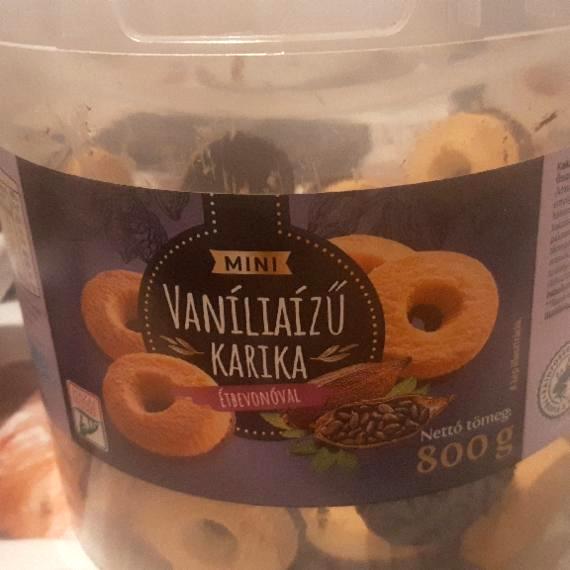 MINI
VANÍLIAÍZŰ
KARIKA
ÉTBEVONÓVAL
Nettó tömeg:
800 g